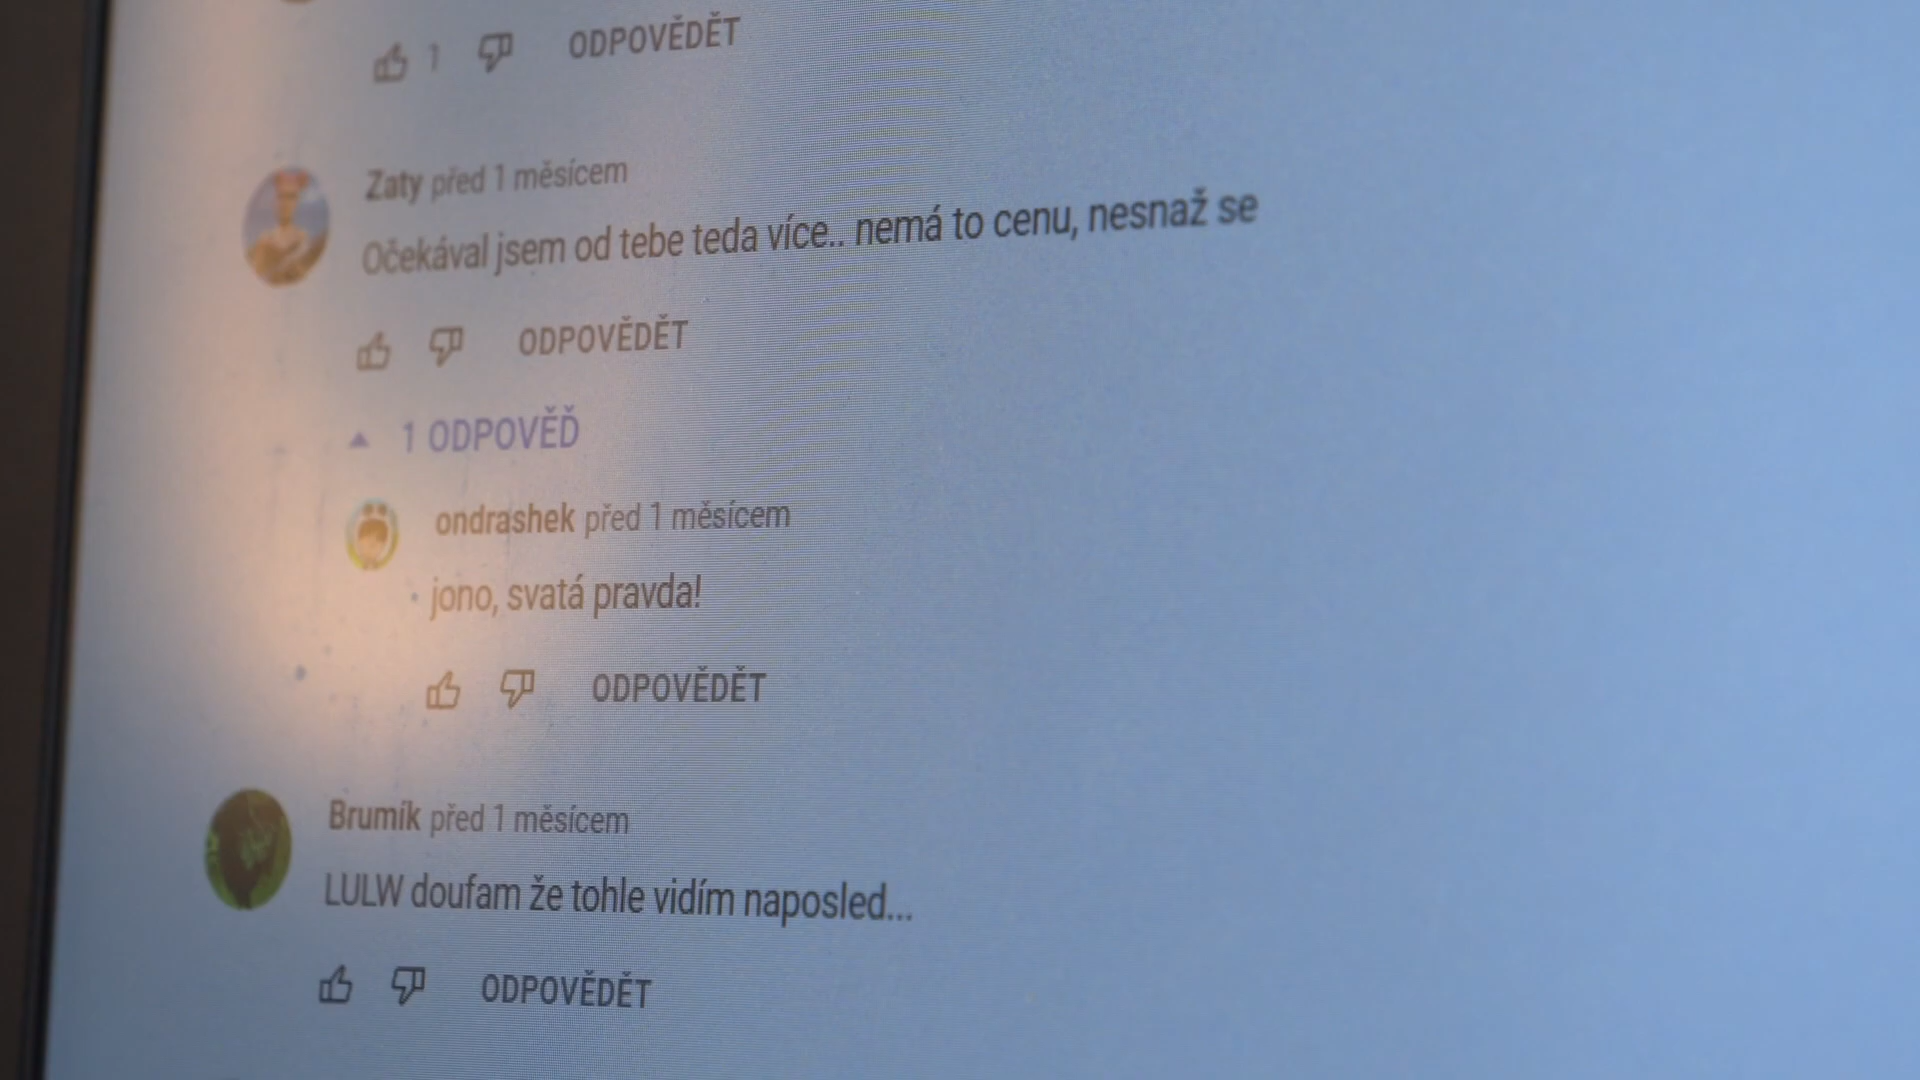 1 ODPOVĚDĚT
Zaty před 1 měsícem
Očekával jsem od tebe teda více.. nemá to cenu, nesnaž se
ODPOVĚDĚT
1 ODPOVĚĎ
ondrashek před 1 měsícem
jono, svatá pravda!
ODPOVĚDĚT
Brumík před 1 měsícem
LULW doufam že tohle vidím naposled...
ODPOVĚDĚT